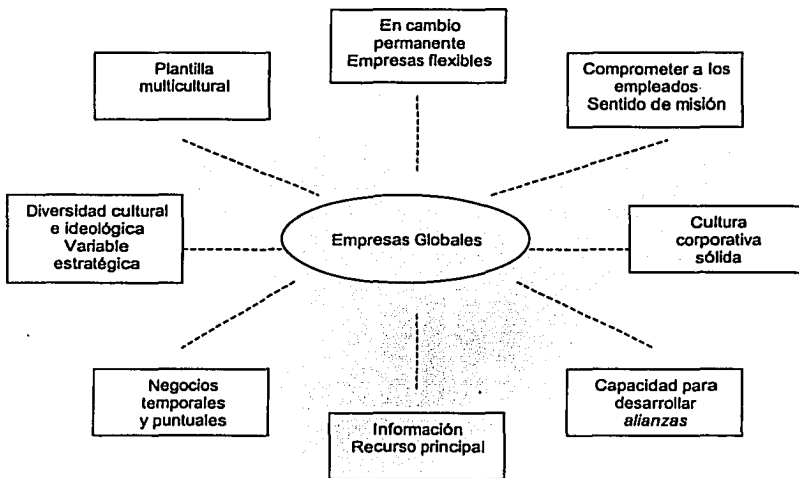 En cambio
permanente
Empresas flexibles
Plantilla
multicultural
Comprometer a los
empleados
Sentido de misión
Diversidad cultural
e ideológica
Variable
estratégica
Empresas Globales
Cultura
corporativa
sólida
Negocios
temporales
y puntuales
Información
Recurso principal
Capacidad para
desarrollar
alianzas